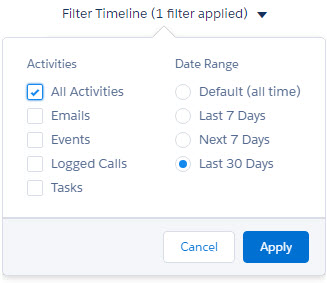 Filter Timeline (1 filter applied)
Activities
All Activities
Emails
Events
Logged Calls
Tasks
Date Range
Default (all time)
Last 7 Days
Next 7 Days
Last 30 Days
Cancel
Apply